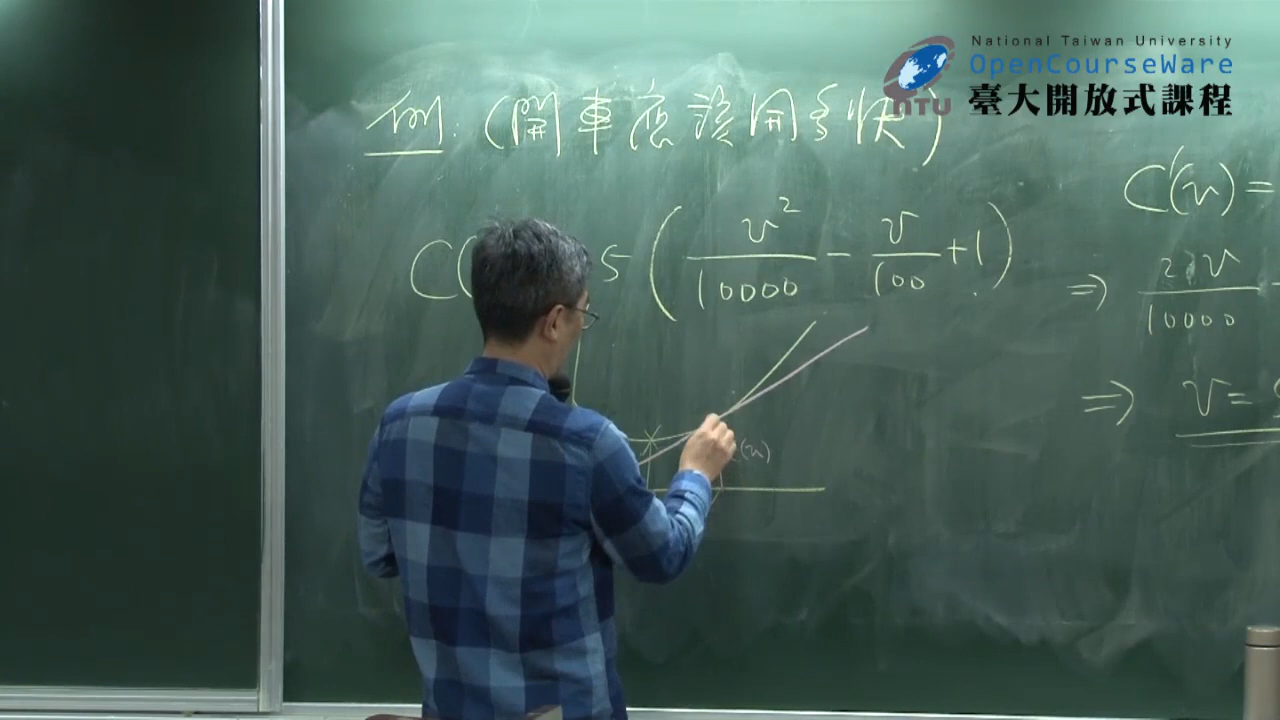 National Taiwan University
OpenCourseWare
NTU 臺大開放式課程
例.(開車應該開多快)
C'(v) =
C( 5 ( v²/10000 - v/100 + 1 )
⇒ 2v/10000
⇒ v =
(v)